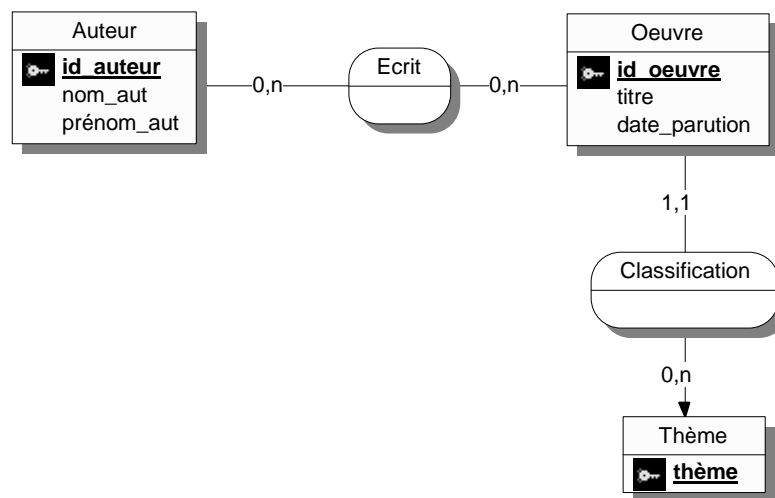 Auteur
id_auteur
nom_aut
prénom_aut
0,n
Ecrit
0,n
Oeuvre
id_oeuvre
titre
date_parution
1,1
Classification
0,n
Thème
thème